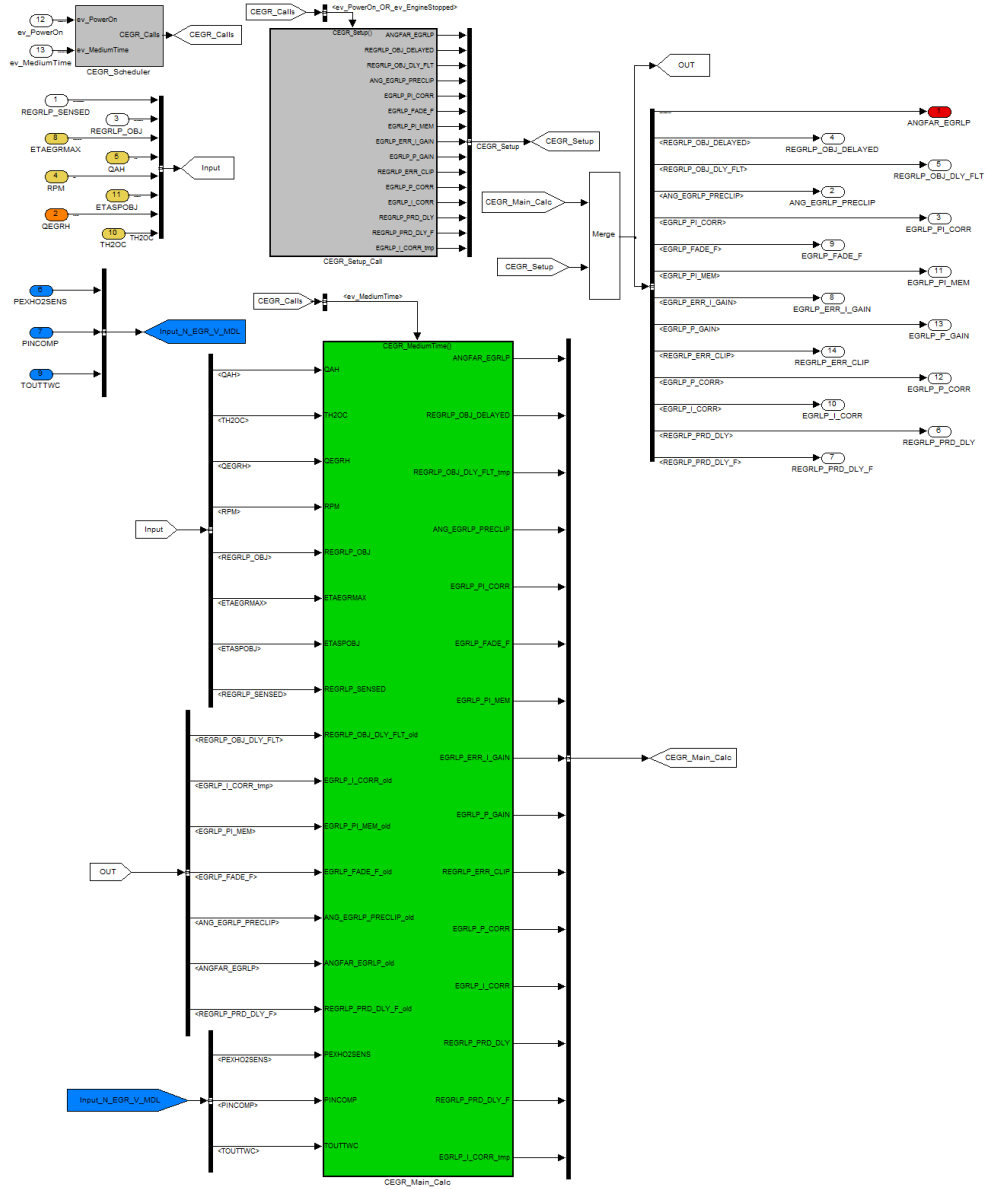 12
ev_PowerOn
13
ev_MediumTime
ev_PowerOn
ev_MediumTime
CEGR_Calls
CEGR_Scheduler
CEGR_Calls
1
REGRLP_SENSED
3
REGRLP_OBJ
8
ETAEGRMAX
5
QAH
4
RPM
11
ETASPOBJ
2
QEGRH
10
TH2OC
TH2OC
Input
6
PEXHO2SENS
7
PINCOMP
9
TOUTTWC
Input_N_EGR_V_MDL
CEGR_Calls
<ev_PowerOn_OR_ev_EngineStopped>
CEGR_Setup()
ANGFAR_EGRLP
REGRLP_OBJ_DELAYED
REGRLP_OBJ_DLY_FLT
ANG_EGRLP_PRECLIP
EGRLP_PI_CORR
EGRLP_FADE_F
EGRLP_PI_MEM
EGRLP_ERR_I_GAIN
EGRLP_P_GAIN
REGRLP_ERR_CLIP
EGRLP_P_CORR
EGRLP_I_CORR
REGRLP_PRD_DLY
REGRLP_PRD_DLY_F
EGRLP_I_CORR_tmp
CEGR_Setup_Call
CEGR_Setup
CEGR_Setup
CEGR_Main_Calc
CEGR_Setup
Merge
OUT
1
ANGFAR_EGRLP
<REGRLP_OBJ_DELAYED>
4
REGRLP_OBJ_DELAYED
<REGRLP_OBJ_DLY_FLT>
5
REGRLP_OBJ_DLY_FLT
<ANG_EGRLP_PRECLIP>
2
ANG_EGRLP_PRECLIP
<EGRLP_PI_CORR>
3
EGRLP_PI_CORR
<EGRLP_FADE_F>
9
EGRLP_FADE_F
<EGRLP_PI_MEM>
11
EGRLP_PI_MEM
<EGRLP_ERR_I_GAIN>
8
EGRLP_ERR_I_GAIN
<EGRLP_P_GAIN>
13
EGRLP_P_GAIN
<REGRLP_ERR_CLIP>
14
REGRLP_ERR_CLIP
<EGRLP_P_CORR>
12
EGRLP_P_CORR
<EGRLP_I_CORR>
10
EGRLP_I_CORR
<REGRLP_PRD_DLY>
6
REGRLP_PRD_DLY
<REGRLP_PRD_DLY_F>
7
REGRLP_PRD_DLY_F
CEGR_Calls
<ev_MediumTime>
CEGR_MediumTime()
Input
<QAH>
<TH2OC>
<QEGRH>
<RPM>
<REGRLP_OBJ>
<ETAEGRMAX>
<ETASPOBJ>
<REGRLP_SENSED>
OUT
<REGRLP_OBJ_DLY_FLT>
<EGRLP_I_CORR_tmp>
<EGRLP_PI_MEM>
<EGRLP_FADE_F>
<ANG_EGRLP_PRECLIP>
<ANGFAR_EGRLP>
<REGRLP_PRD_DLY_F>
Input_N_EGR_V_MDL
<PEXHO2SENS>
<PINCOMP>
<TOUTTWC>
QAH
TH2OC
QEGRH
RPM
REGRLP_OBJ
ETAEGRMAX
ETASPOBJ
REGRLP_SENSED
REGRLP_OBJ_DLY_FLT_old
EGRLP_I_CORR_old
EGRLP_PI_MEM_old
EGRLP_FADE_F_old
ANG_EGRLP_PRECLIP_old
ANGFAR_EGRLP_old
REGRLP_PRD_DLY_F_old
PEXHO2SENS
PINCOMP
TOUTTWC
ANGFAR_EGRLP
REGRLP_OBJ_DELAYED
REGRLP_OBJ_DLY_FLT_tmp
ANG_EGRLP_PRECLIP
EGRLP_PI_CORR
EGRLP_FADE_F
EGRLP_PI_MEM
EGRLP_ERR_I_GAIN
EGRLP_P_GAIN
REGRLP_ERR_CLIP
EGRLP_P_CORR
EGRLP_I_CORR
REGRLP_PRD_DLY
REGRLP_PRD_DLY_F
EGRLP_I_CORR_tmp
CEGR_Main_Calc
CEGR_Main_Calc